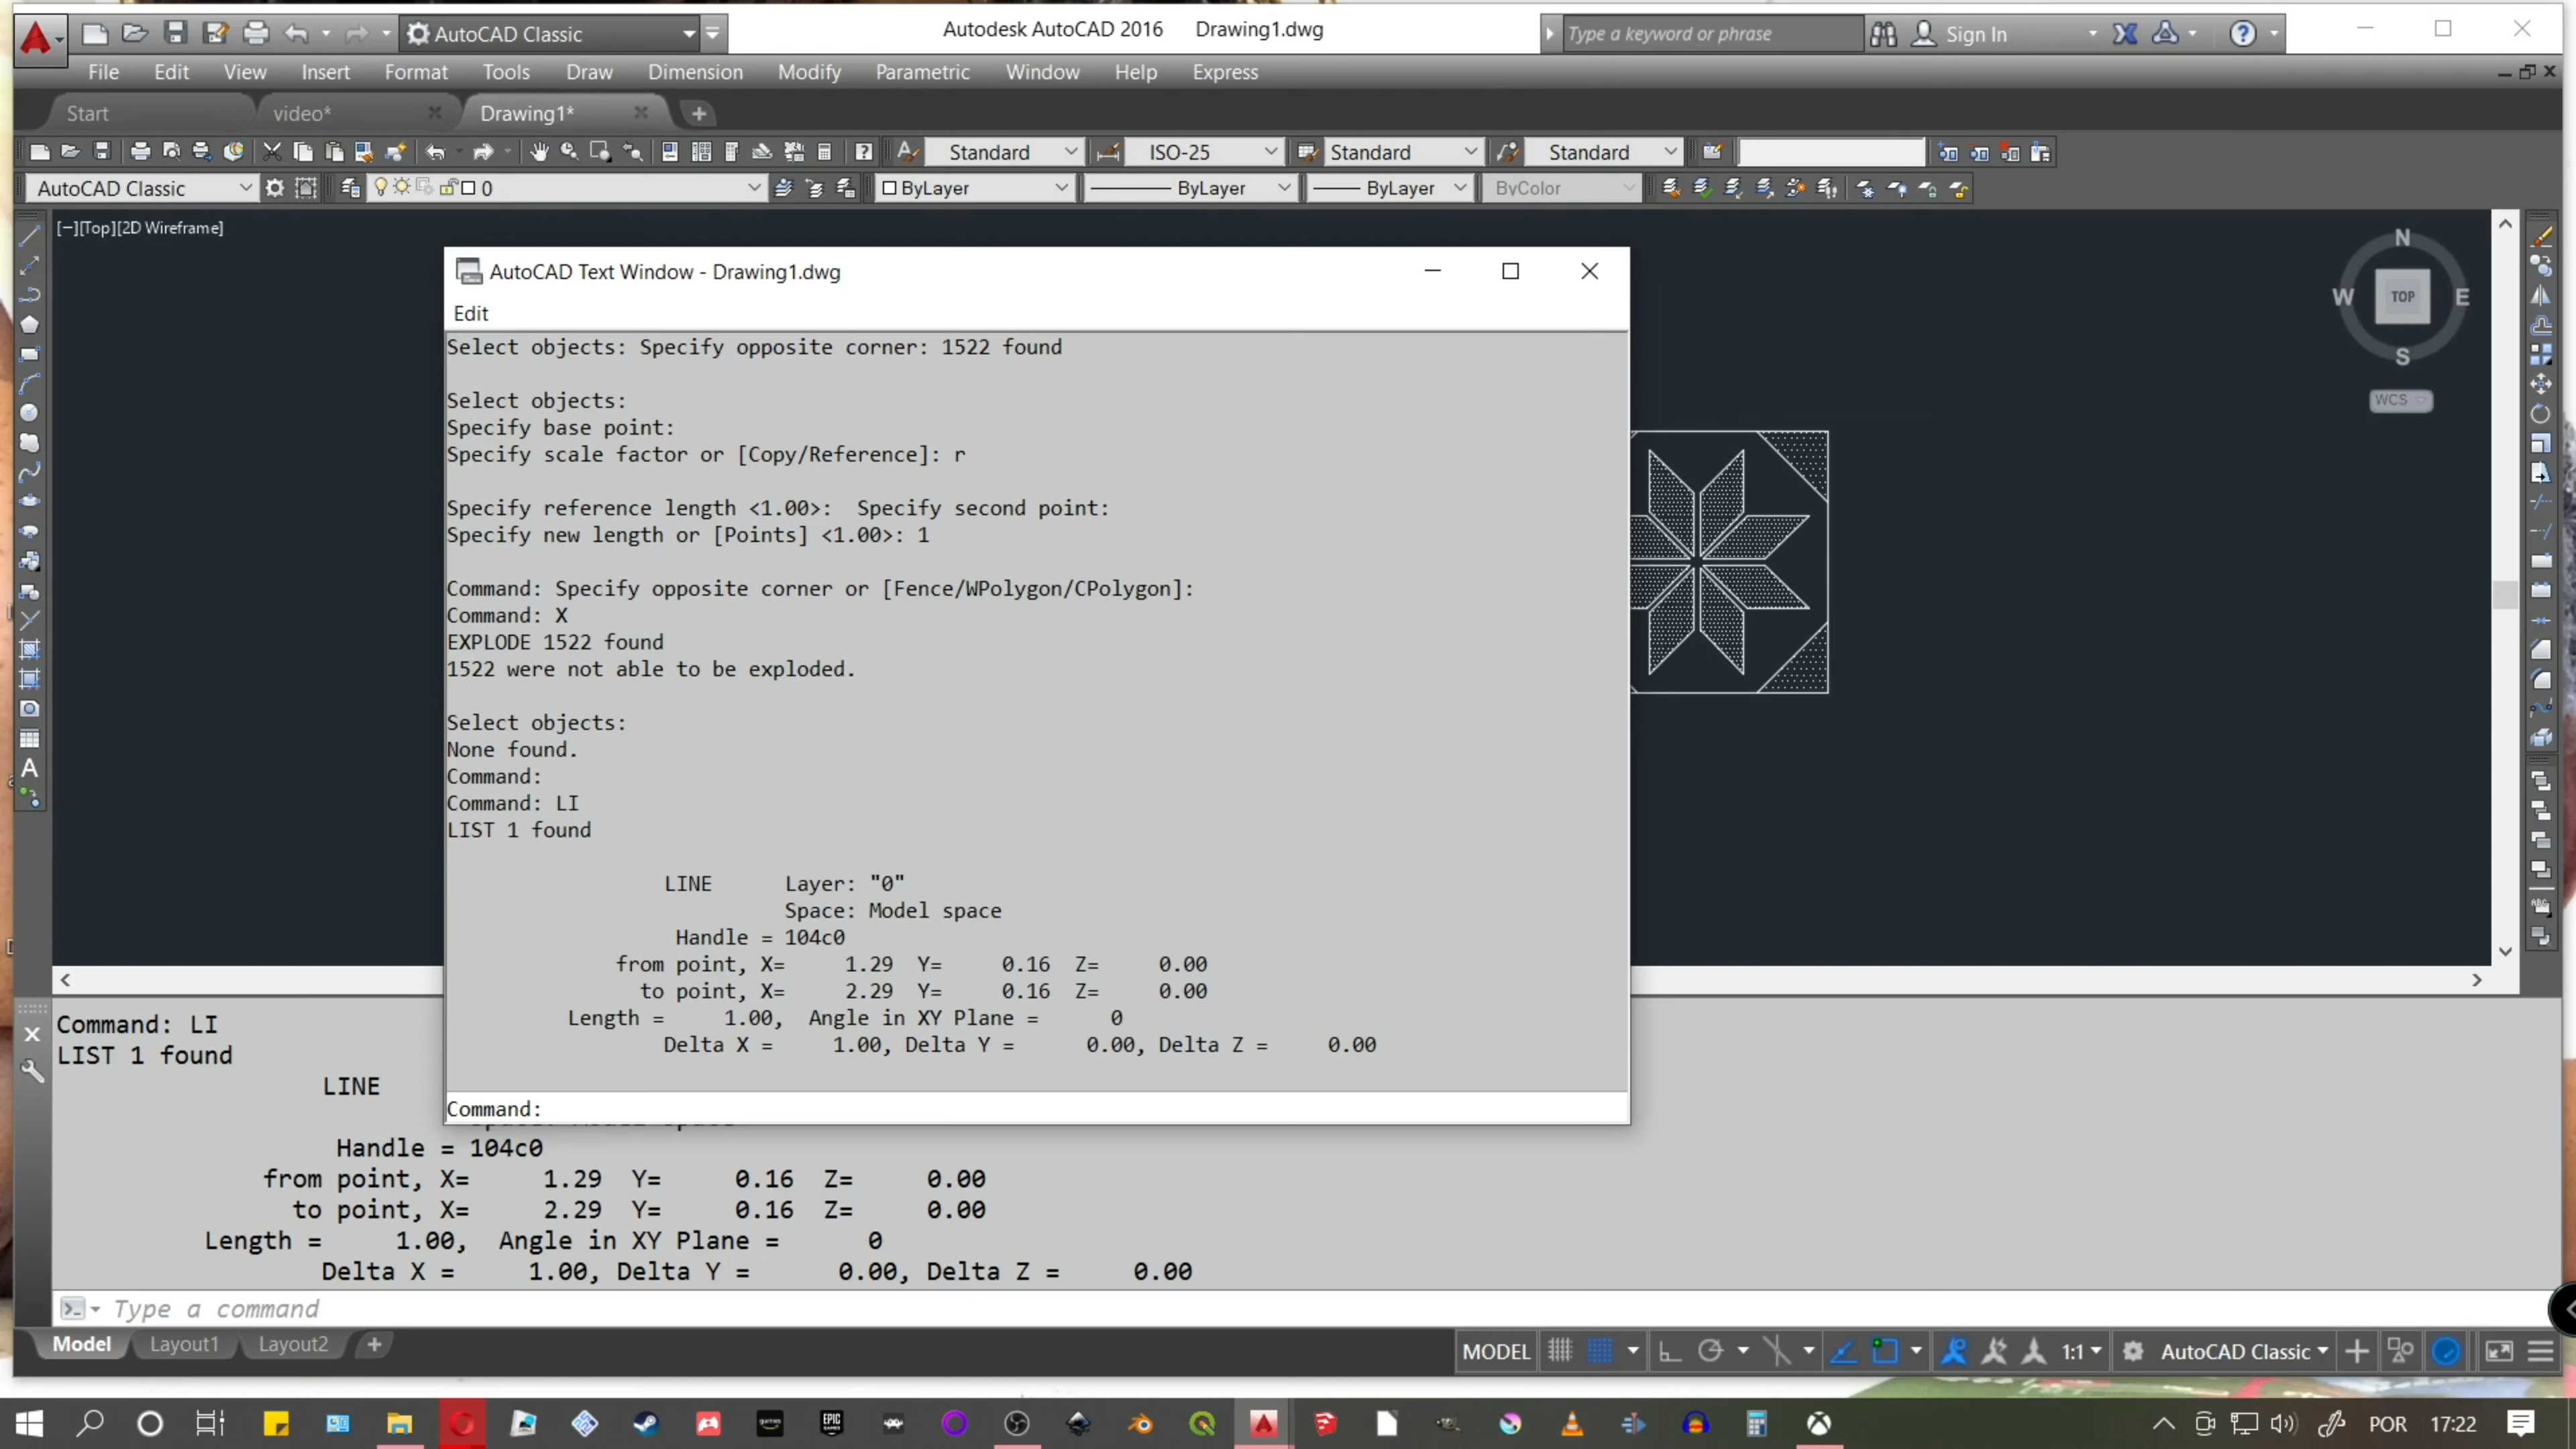 AutoCAD Classic
Autodesk AutoCAD 2016 Drawing1.dwg
Type a keyword or phrase
Sign In
File Edit View Insert Format Tools Draw Dimension Modify Parametric Window Help Express
Start video* Drawing1*
Standard ISO-25 Standard Standard
AutoCAD Classic 0 ByLayer ByLayer ByLayer ByColor
[−][Top][2D Wireframe]
N
W TOP E
S
WCS
AutoCAD Text Window - Drawing1.dwg
Edit
Select objects: Specify opposite corner: 1522 found
Select objects:
Specify base point:
Specify scale factor or [Copy/Reference]: r
Specify reference length <1.00>: Specify second point:
Specify new length or [Points] <1.00>: 1
Command: Specify opposite corner or [Fence/WPolygon/CPolygon]:
Command: X
EXPLODE 1522 found
1522 were not able to be exploded.
Select objects:
None found.
Command:
Command: LI
LIST 1 found
LINE Layer: "0"
Space: Model space
Handle = 104c0
from point, X= 1.29 Y= 0.16 Z= 0.00
to point, X= 2.29 Y= 0.16 Z= 0.00
Length = 1.00, Angle in XY Plane = 0
Delta X = 1.00, Delta Y = 0.00, Delta Z = 0.00
Command:
Command: LI
LIST 1 found
LINE
Handle = 104c0
from point, X= 1.29 Y= 0.16 Z= 0.00
to point, X= 2.29 Y= 0.16 Z= 0.00
Length = 1.00, Angle in XY Plane = 0
Delta X = 1.00, Delta Y = 0.00, Delta Z = 0.00
Type a command
Model Layout1 Layout2
MODEL 1:1 AutoCAD Classic
POR 17:22